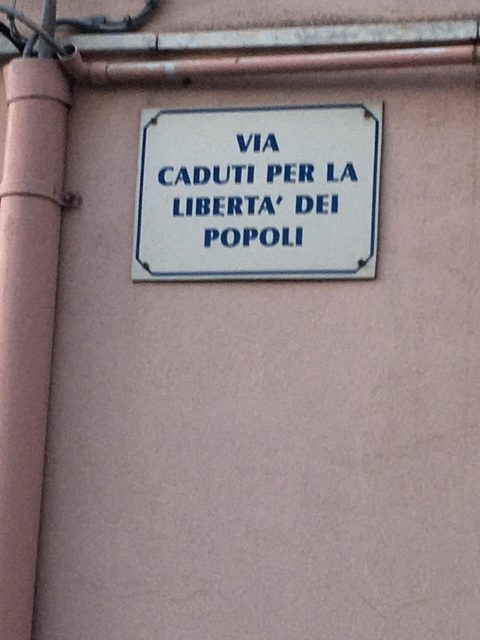 VIA
CADUTI PER LA
LIBERTA' DEI
POPOLI